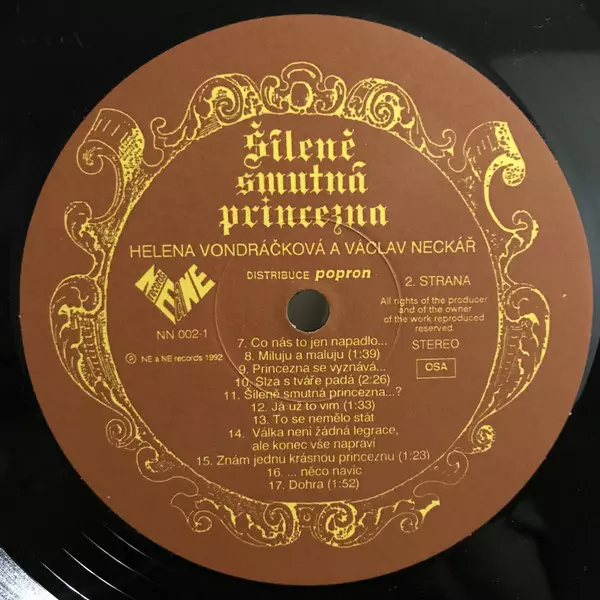 Šíleně
smutná
princezna
HELENA VONDRÁČKOVÁ A VÁCLAV NECKÁŘ
DISTRIBUCE popron
2. STRANA
NE a NE
records
NN 002-1
All rights of the producer
and of the owner
of the work reproduced
reserved
STEREO
OSA
℗ NE a NE records 1992
7. Co nás to jen napadlo...
8. Miluju a maluju (1:39)
9. Princezna se vyznává...
10. Slza s tváře padá (2:26)
11. Šíleně smutná princezna...?
12. Já už to vím (1:33)
13. To se nemělo stát
14. Válka není žádná legrace,
ale konec vše napraví
15. Znám jednu krásnou princeznu (1:23)
16. ... něco navíc
17. Dohra (1:52)